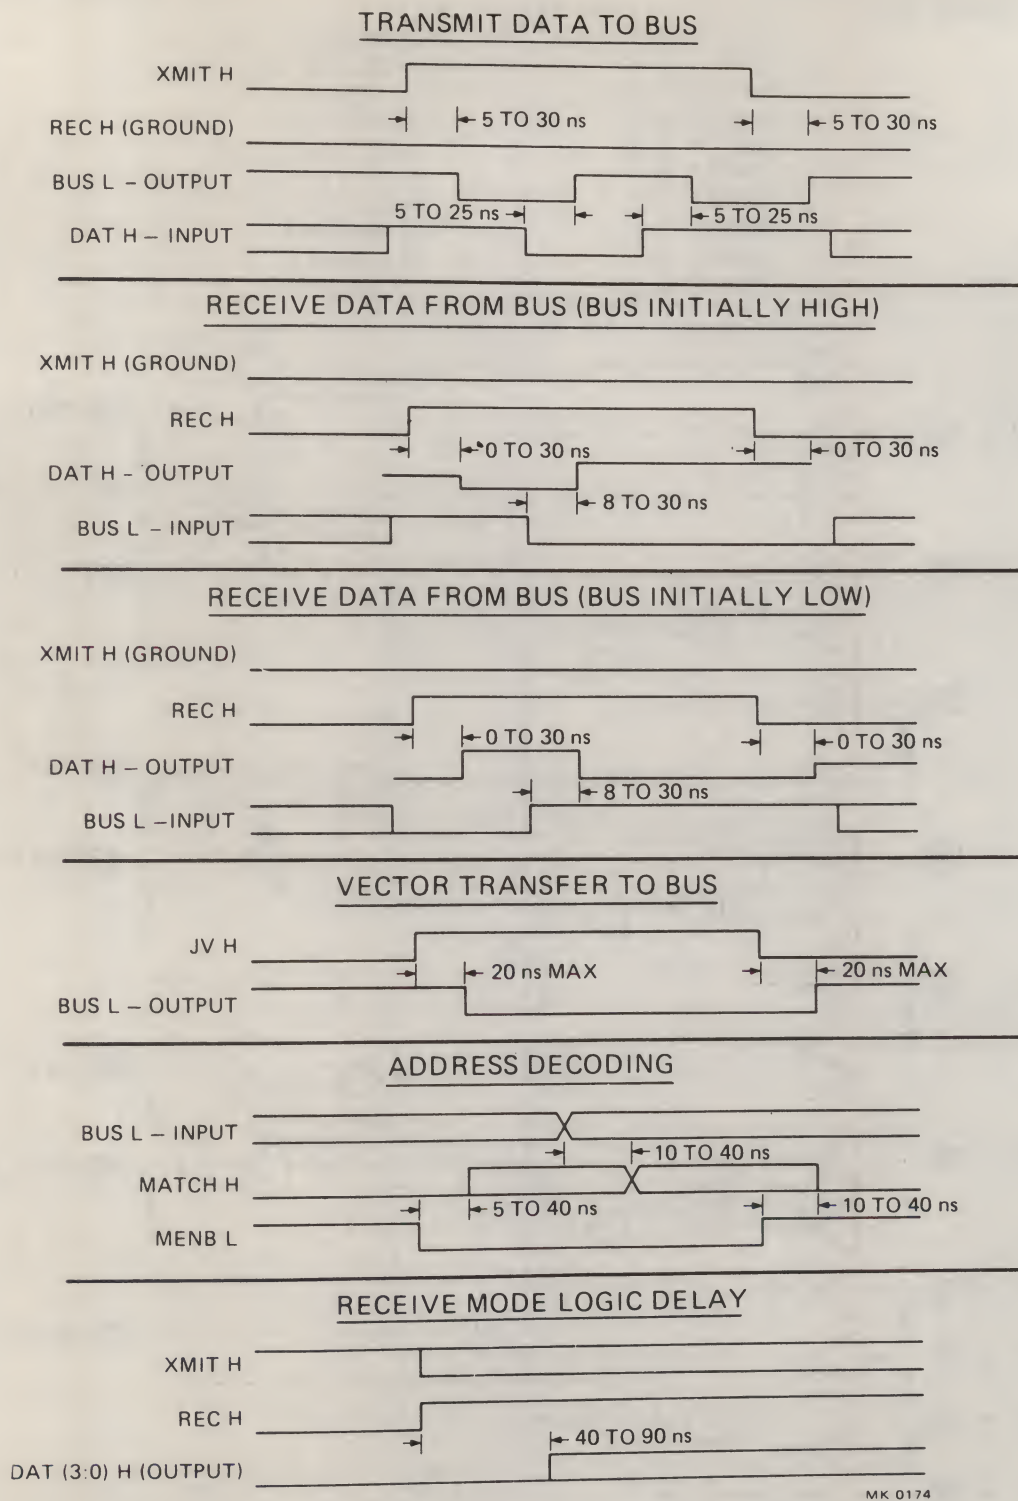 TRANSMIT DATA TO BUS
XMIT H
REC H (GROUND)
5 TO 30 ns
5 TO 30 ns
BUS L – OUTPUT
5 TO 25 ns
5 TO 25 ns
DAT H – INPUT
RECEIVE DATA FROM BUS (BUS INITIALLY HIGH)
XMIT H (GROUND)
REC H
0 TO 30 ns
0 TO 30 ns
DAT H – OUTPUT
8 TO 30 ns
BUS L – INPUT
RECEIVE DATA FROM BUS (BUS INITIALLY LOW)
XMIT H (GROUND)
REC H
0 TO 30 ns
0 TO 30 ns
DAT H – OUTPUT
8 TO 30 ns
BUS L –INPUT
VECTOR TRANSFER TO BUS
JV H
20 ns MAX
20 ns MAX
BUS L – OUTPUT
ADDRESS DECODING
BUS L – INPUT
10 TO 40 ns
MATCH H
5 TO 40 ns
10 TO 40 ns
MENB L
RECEIVE MODE LOGIC DELAY
XMIT H
REC H
40 TO 90 ns
DAT (3:0) H (OUTPUT)
MK 0174